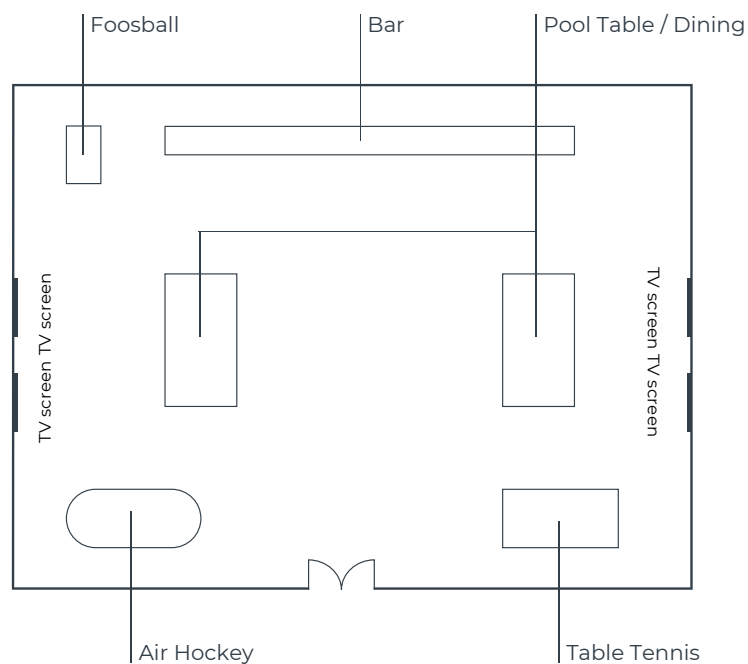 Foosball
Bar
Pool Table / Dining
TV screen TV screen
TV screen TV screen
Air Hockey
Table Tennis